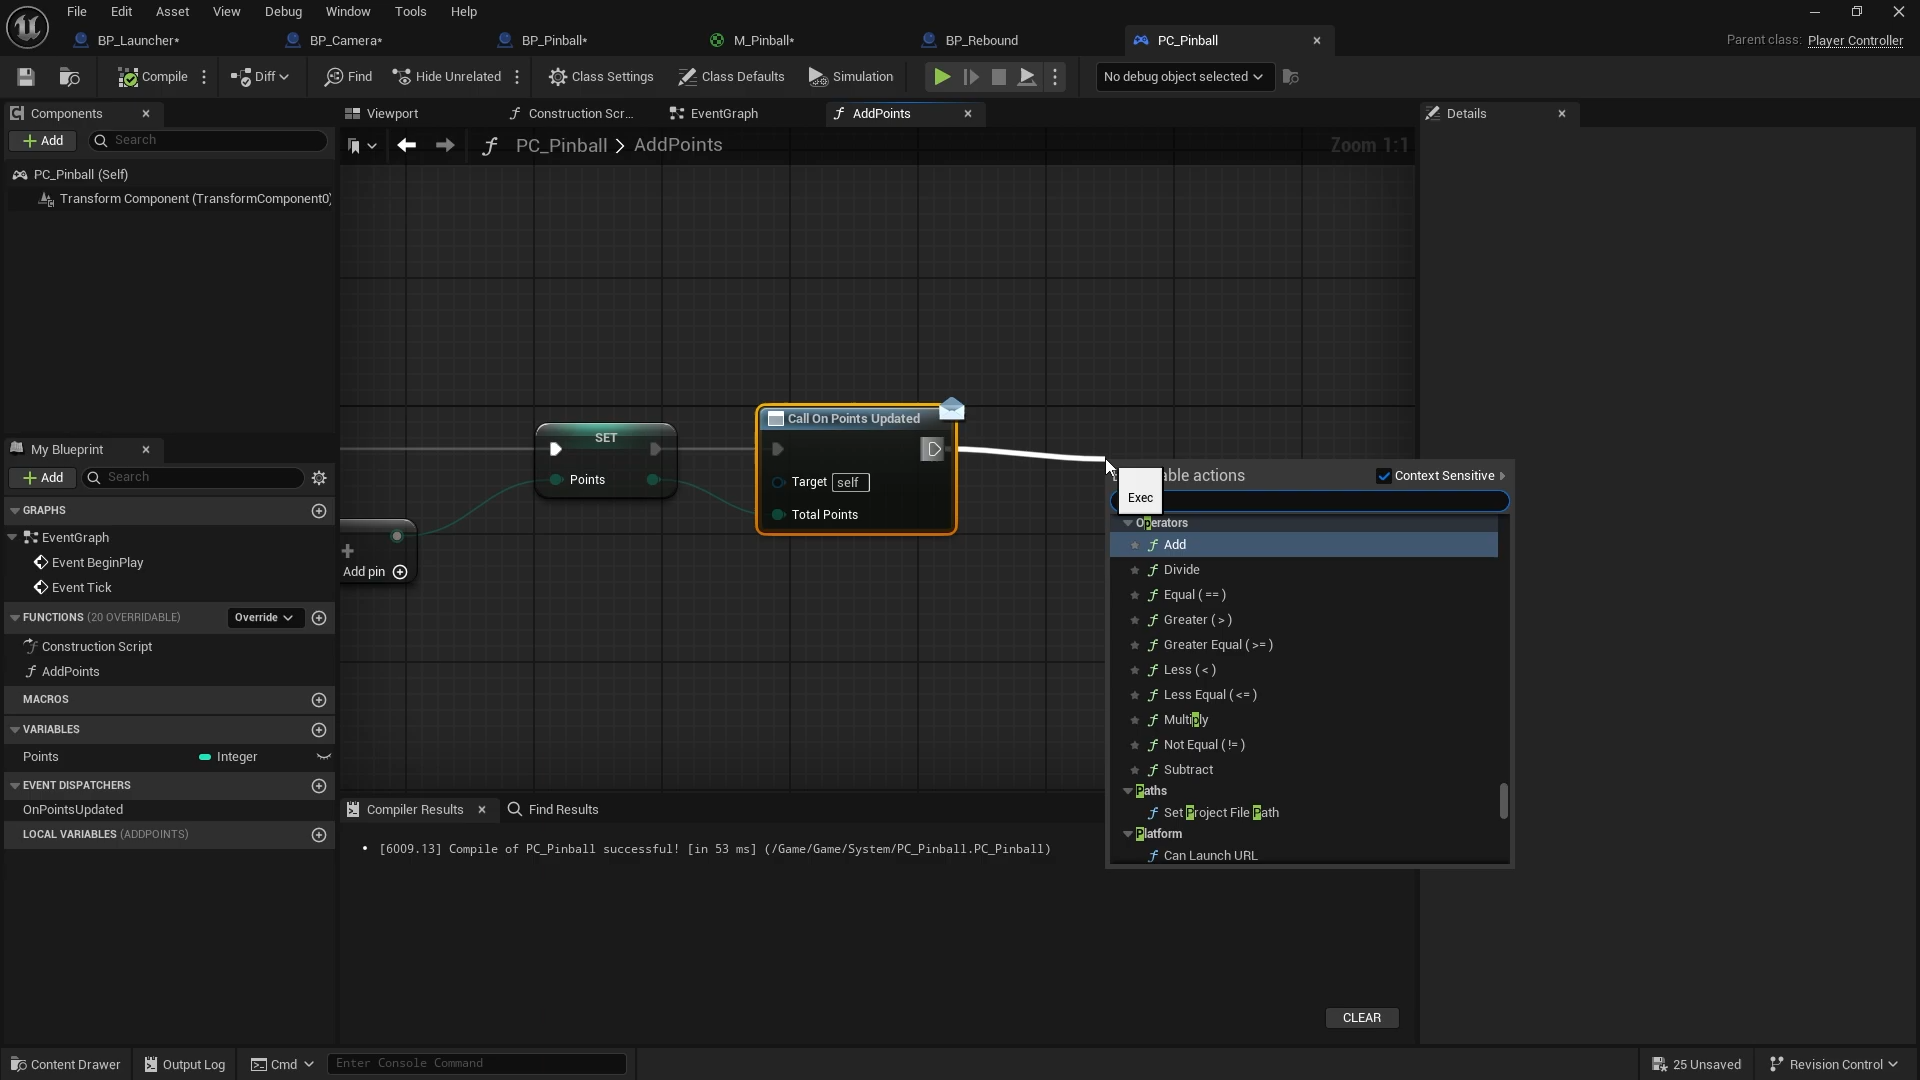 File Edit Asset View Debug Window Tools Help
BP_Launcher* BP_Camera* BP_Pinball* M_Pinball* BP_Rebound PC_Pinball
Parent class: Player Controller
Compile Diff Find Hide Unrelated Class Settings Class Defaults Simulation No debug object selected
Components
Add Search
PC_Pinball (Self)
Transform Component (TransformComponent0)
Viewport Construction Scr... EventGraph AddPoints
PC_Pinball > AddPoints
Zoom 1:1
Details
SET
Points
Add pin
Call On Points Updated
Target self
Total Points
Context Sensitive
Exec
Operators
Add
Divide
Equal ( == )
Greater ( > )
Greater Equal ( >= )
Less ( < )
Less Equal ( <= )
Multiply
Not Equal ( != )
Subtract
Paths
Set Project File Path
Platform
Can Launch URL
My Blueprint
Add Search
GRAPHS
EventGraph
Event BeginPlay
Event Tick
FUNCTIONS (20 OVERRIDABLE) Override
Construction Script
AddPoints
MACROS
VARIABLES
Points Integer
EVENT DISPATCHERS
OnPointsUpdated
LOCAL VARIABLES (ADDPOINTS)
Compiler Results Find Results
[6009.13] Compile of PC_Pinball successful! [in 53 ms] (/Game/Game/System/PC_Pinball.PC_Pinball)
CLEAR
Content Drawer Output Log Cmd Enter Console Command 25 Unsaved Revision Control